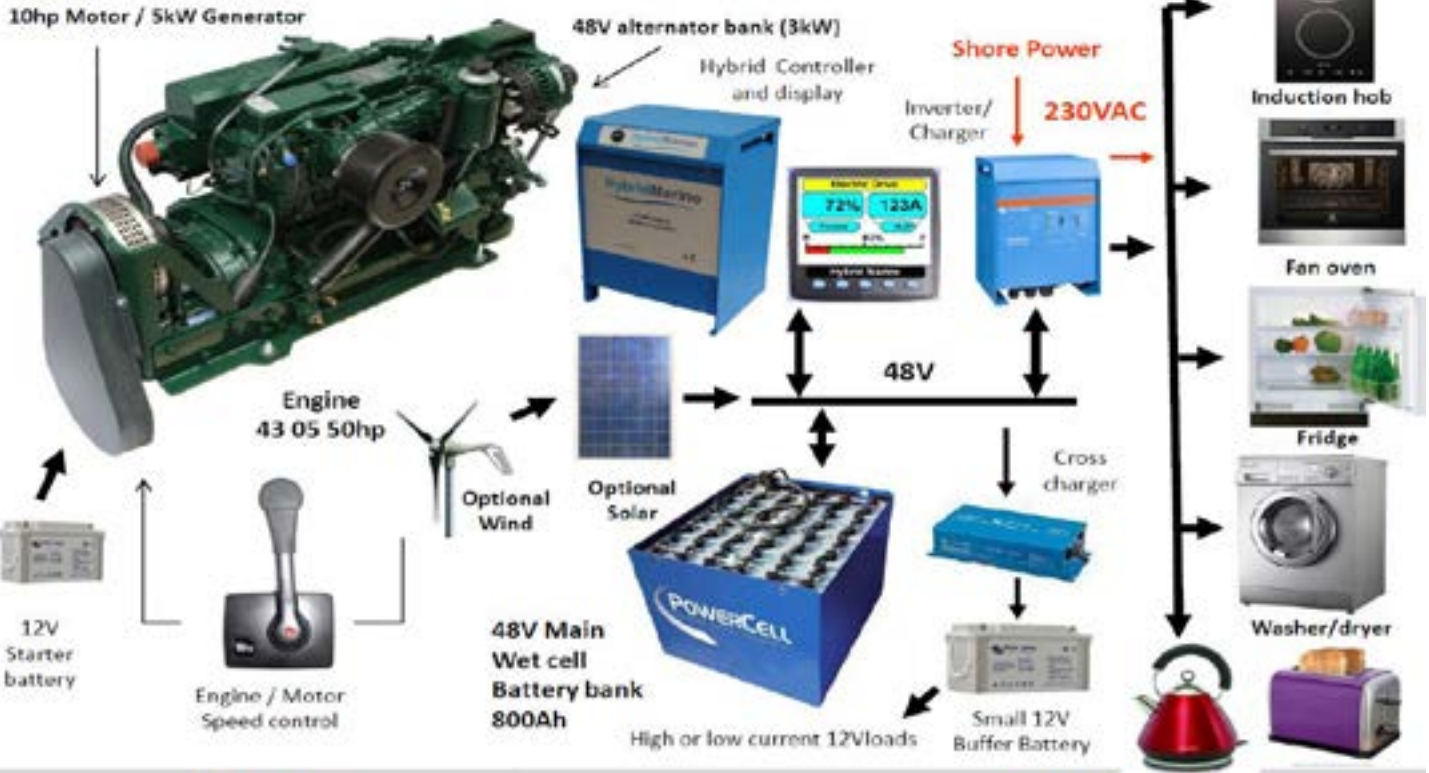 10hp Motor / 5kW Generator
48V alternator bank (3kW)
Hybrid Controller
and display
Shore Power
Inverter/
Charger
230VAC
Induction hob
HybridMarine
72%
123A
Hybrid Marine
Fan oven
48V
Engine
43 05 50hp
Optional
Wind
Optional
Solar
Cross
charger
Fridge
POWERCELL
12V
Starter
battery
Engine / Motor
Speed control
48V Main
Wet cell
Battery bank
800Ah
High or low current 12Vloads
Small 12V
Buffer Battery
Washer/dryer